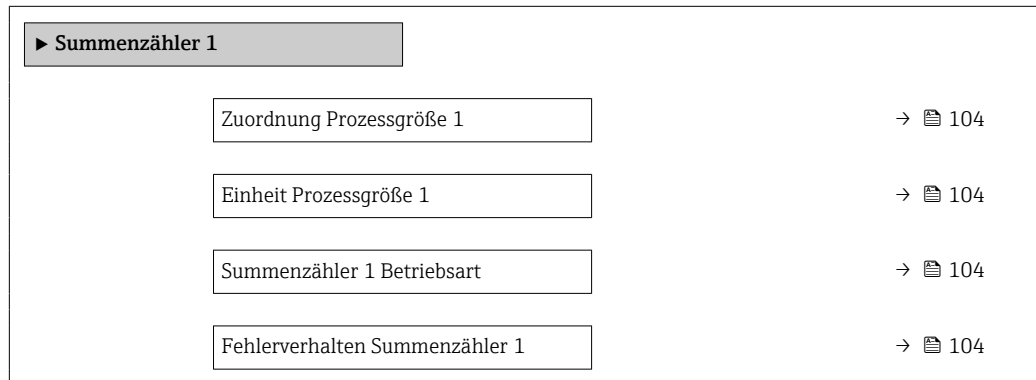 ▶ Summenzähler 1
Zuordnung Prozessgröße 1 → 104
Einheit Prozessgröße 1 → 104
Summenzähler 1 Betriebsart → 104
Fehlerverhalten Summenzähler 1 → 104